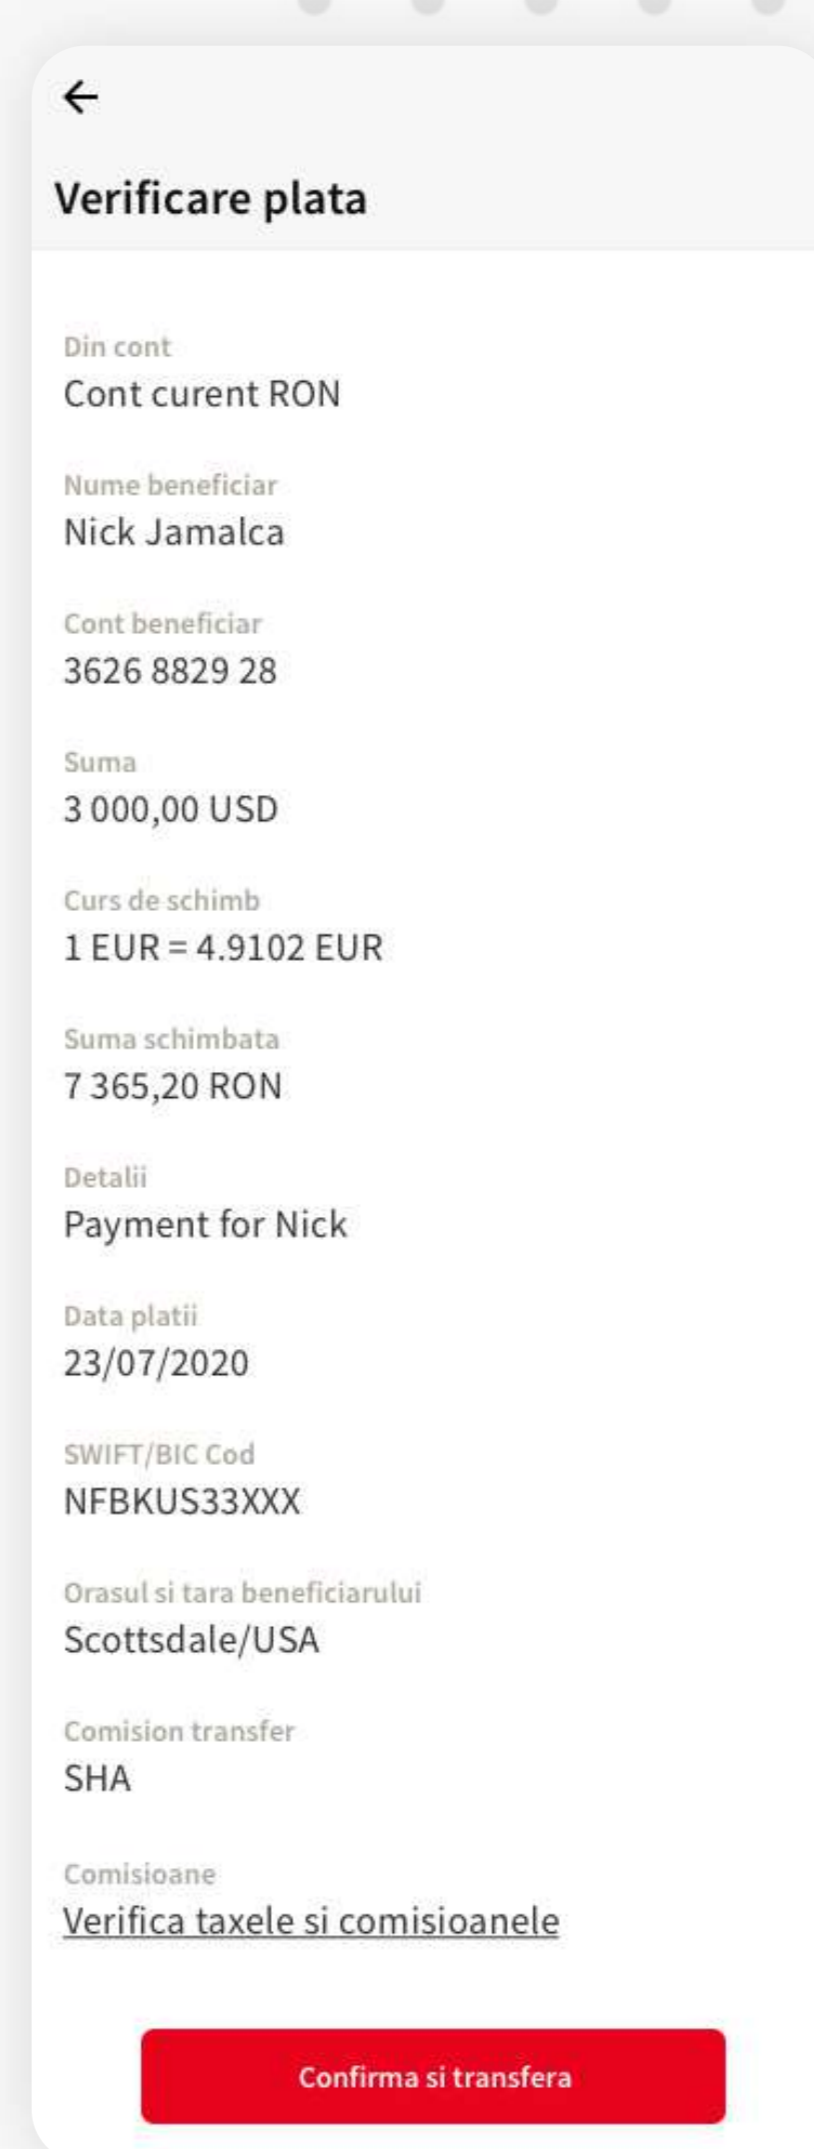 Verificare plata
Din cont
Cont curent RON
Nume beneficiar
Nick Jamalca
Cont beneficiar
3626 8829 28
Suma
3 000,00 USD
Curs de schimb
1 EUR = 4.9102 EUR
Suma schimbata
7 365,20 RON
Detalii
Payment for Nick
Data platii
23/07/2020
SWIFT/BIC Cod
NFBKUS33XXX
Orasul si tara beneficiarului
Scottsdale/USA
Comision transfer
SHA
Comisioane
Verifica taxele si comisioanele
Confirma si transfera